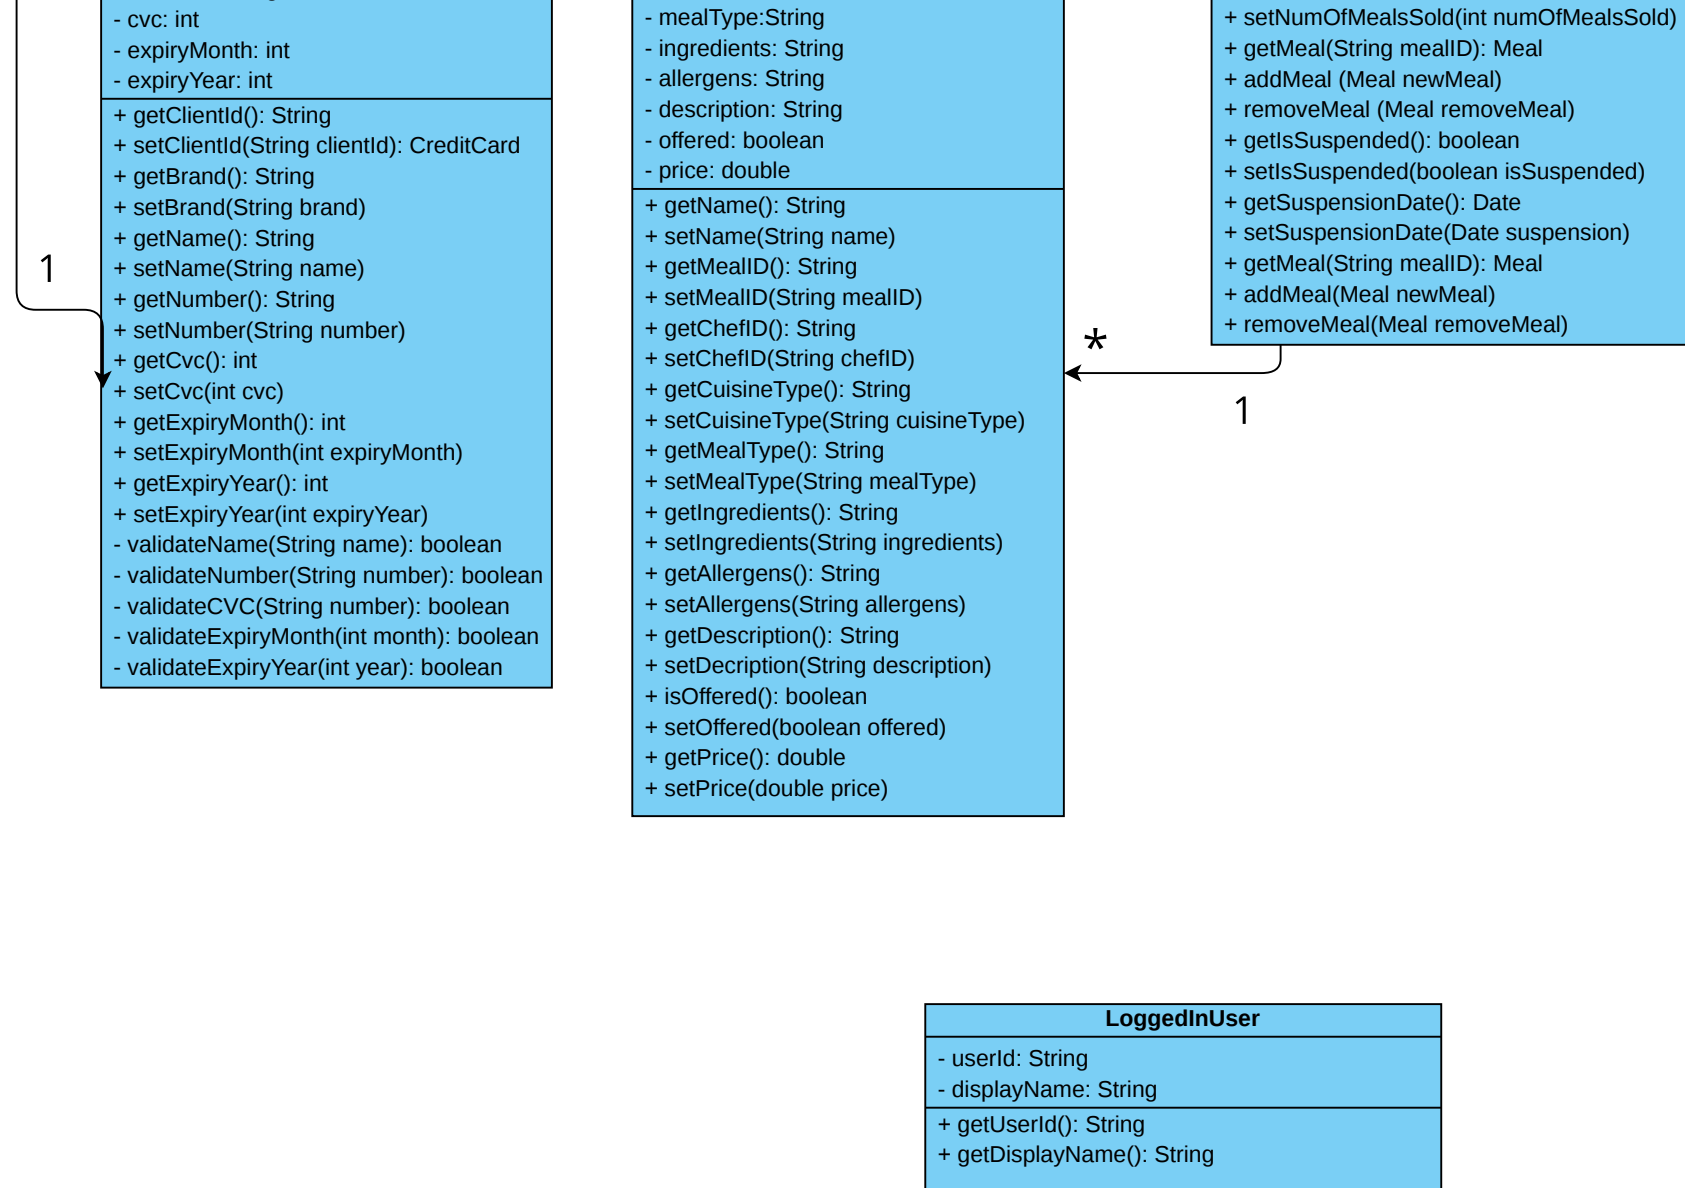 - cvc: int
- expiryMonth: int
- expiryYear: int
+ getClientId(): String
+ setClientId(String clientId): CreditCard
+ getBrand(): String
+ setBrand(String brand)
+ getName(): String
+ setName(String name)
+ getNumber(): String
+ setNumber(String number)
+ getCvc(): int
+ setCvc(int cvc)
+ getExpiryMonth(): int
+ setExpiryMonth(int expiryMonth)
+ getExpiryYear(): int
+ setExpiryYear(int expiryYear)
- validateName(String name): boolean
- validateNumber(String number): boolean
- validateCVC(String number): boolean
- validateExpiryMonth(int month): boolean
- validateExpiryYear(int year): boolean
1
- mealType:String
- ingredients: String
- allergens: String
- description: String
- offered: boolean
- price: double
+ getName(): String
+ setName(String name)
+ getMealID(): String
+ setMealID(String mealID)
+ getChefID(): String
+ setChefID(String chefID)
+ getCuisineType(): String
+ setCuisineType(String cuisineType)
+ getMealType(): String
+ setMealType(String mealType)
+ getIngredients(): String
+ setIngredients(String ingredients)
+ getAllergens(): String
+ setAllergens(String allergens)
+ getDescription(): String
+ setDecription(String description)
+ isOffered(): boolean
+ setOffered(boolean offered)
+ getPrice(): double
+ setPrice(double price)
*
1
+ setNumOfMealsSold(int numOfMealsSold)
+ getMeal(String mealID): Meal
+ addMeal (Meal newMeal)
+ removeMeal (Meal removeMeal)
+ getIsSuspended(): boolean
+ setIsSuspended(boolean isSuspended)
+ getSuspensionDate(): Date
+ setSuspensionDate(Date suspension)
+ getMeal(String mealID): Meal
+ addMeal(Meal newMeal)
+ removeMeal(Meal removeMeal)
LoggedInUser
- userId: String
- displayName: String
+ getUserId(): String
+ getDisplayName(): String